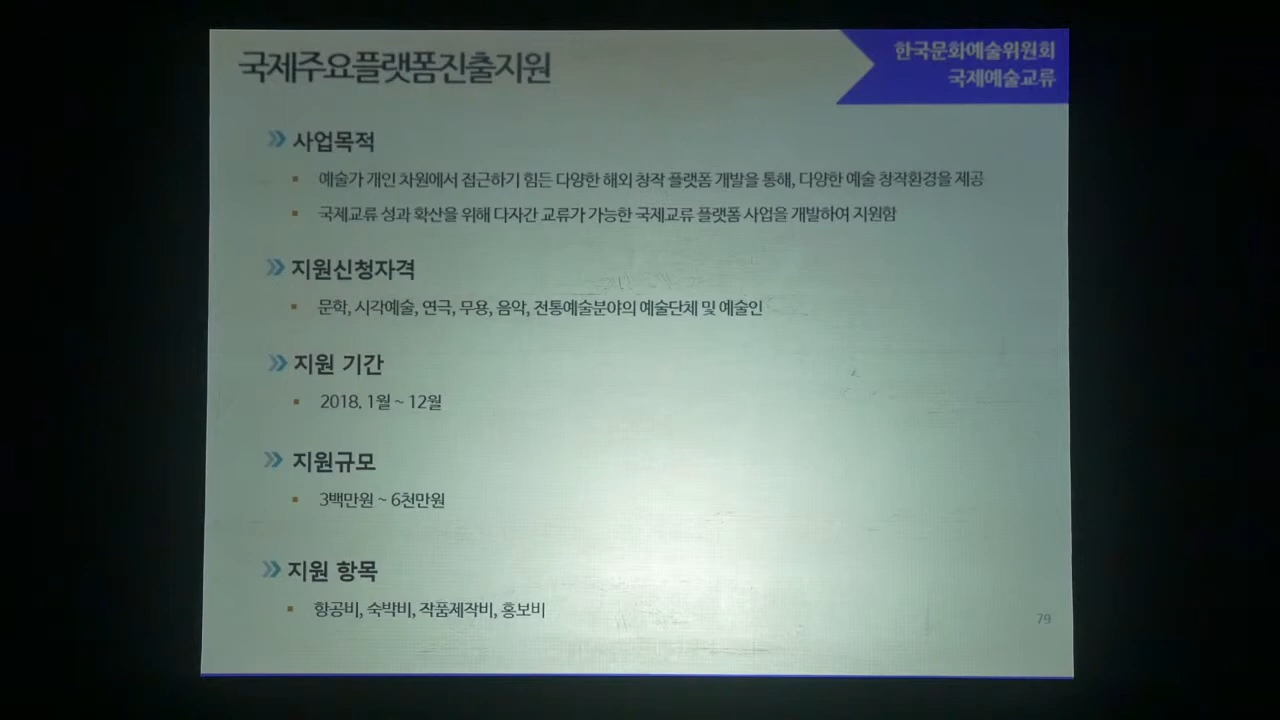 국제주요플랫폼진출지원
한국문화예술위원회
국제예술교류
사업목적
예술가 개인 차원에서 접근하기 힘든 다양한 해외 창작 플랫폼 개발을 통해, 다양한 예술 창작환경을 제공
국제교류 성과 확산을 위해 다자간 교류가 가능한 국제교류 플랫폼 사업을 개발하여 지원함
지원신청자격
문학, 시각예술, 연극, 무용, 음악, 전통예술분야의 예술단체 및 예술인
지원 기간
2018. 1월 ~ 12월
지원규모
3백만원 ~ 6천만원
지원 항목
항공비, 숙박비, 작품제작비, 홍보비
79